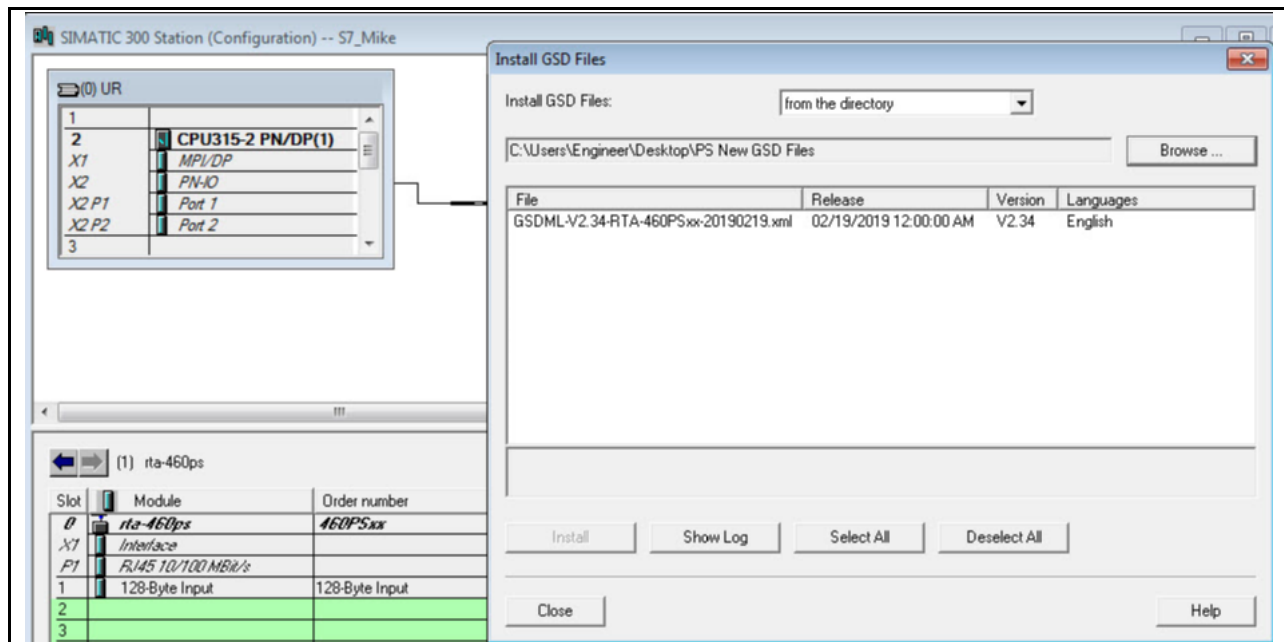 SIMATIC 300 Station (Configuration) -- S7_Mike
(0) UR
1
2 CPU315-2 PN/DP(1)
X1 MPI/DP
X2 PN-IO
X2 P1 Port 1
X2 P2 Port 2
3
Install GSD Files
Install GSD Files: from the directory
C:\Users\Engineer\Desktop\PS New GSD Files Browse ...
File Release Version Languages
GSDML-V2.34-RTA-460PSxx-20190219.xml 02/19/2019 12:00:00 AM V2.34 English
Install Show Log Select All Deselect All
Close Help
(1) rta-460ps
Slot Module Order number
0 rta-460ps 460PSxx
X1 Interface
P1 RJ45 10/100 MBit/s
1 128-Byte Input 128-Byte Input
2
3